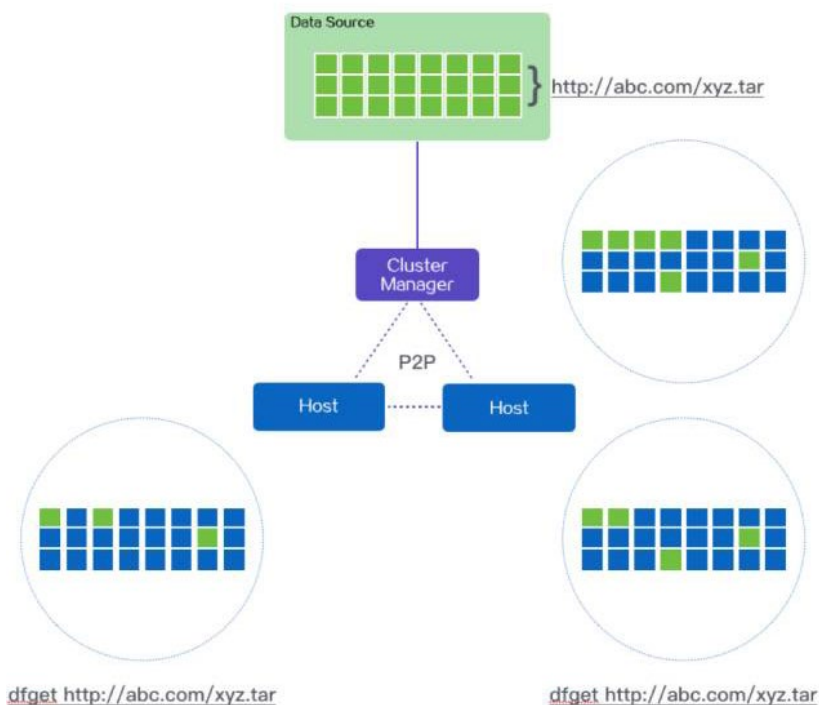 Data Source
http://abc.com/xyz.tar
Cluster
Manager
P2P
Host
Host
dfget http://abc.com/xyz.tar
dfget http://abc.com/xyz.tar